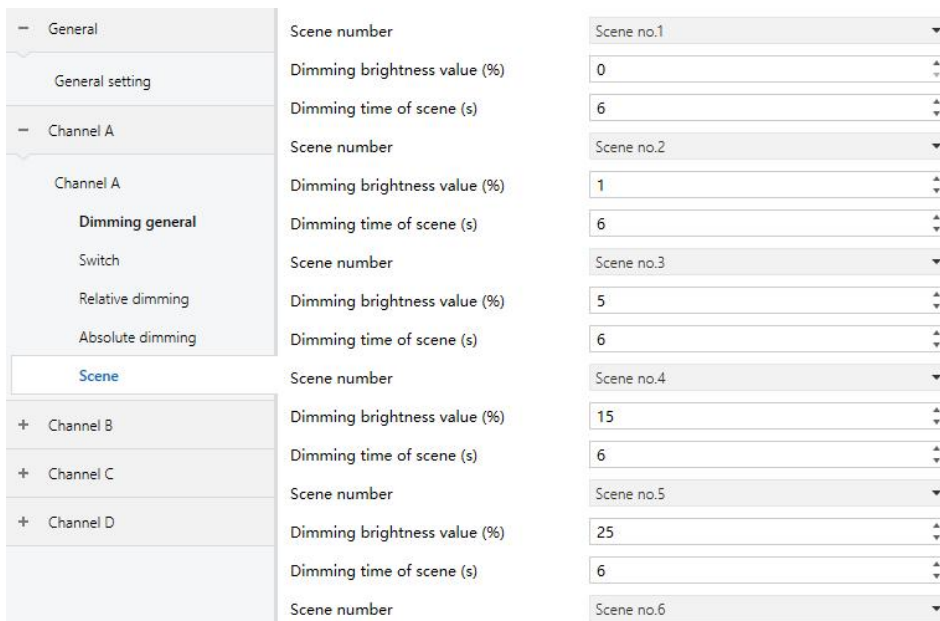 − General
General setting
− Channel A
Channel A
Dimming general
Switch
Relative dimming
Absolute dimming
Scene
+ Channel B
+ Channel C
+ Channel D
Scene number Scene no.1
Dimming brightness value (%) 0
Dimming time of scene (s) 6
Scene number Scene no.2
Dimming brightness value (%) 1
Dimming time of scene (s) 6
Scene number Scene no.3
Dimming brightness value (%) 5
Dimming time of scene (s) 6
Scene number Scene no.4
Dimming brightness value (%) 15
Dimming time of scene (s) 6
Scene number Scene no.5
Dimming brightness value (%) 25
Dimming time of scene (s) 6
Scene number Scene no.6